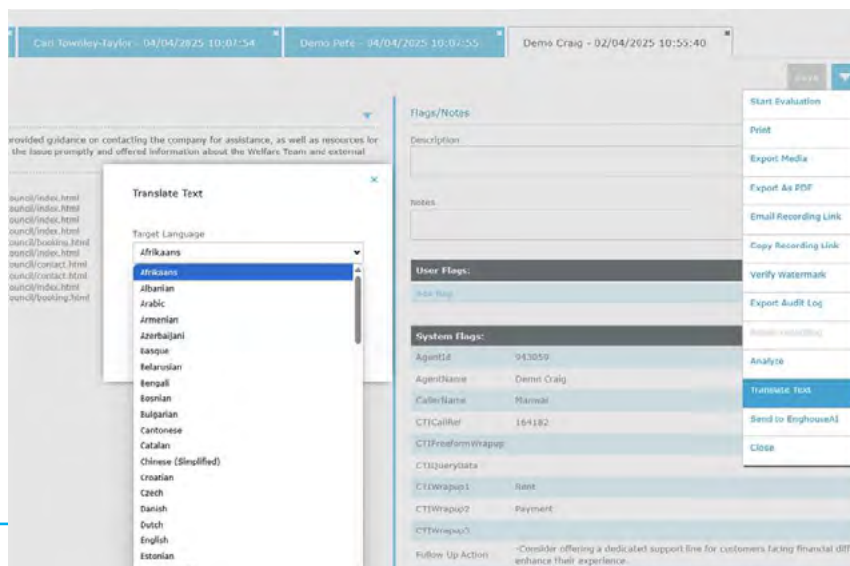 Carl Townley-Taylor - 04/04/2025 10:07:54
Demo Pete - 04/04/2025 10:07:55
Demo Craig - 02/04/2025 10:55:40
provided guidance on contacting the company for assistance, as well as resources for
the issue promptly and offered information about the Welfare Team and external
ouncil/index.html
ouncil/index.html
ouncil/index.html
ouncil/booking.html
ouncil/index.html
ouncil/contact.html
ouncil/contact.html
ouncil/index.html
ouncil/booking.html
Translate Text
Target Language
Afrikaans
Afrikaans
Albanian
Arabic
Armenian
Azerbaijani
Basque
Belarusian
Bengali
Bosnian
Bulgarian
Cantonese
Catalan
Chinese (Simplified)
Croatian
Czech
Danish
Dutch
English
Estonian
Flags/Notes
Description
Notes
User Flags:
Add flag
System Flags:
AgentId 943059
AgentName Demo Craig
CallerName Manual
CTICallRef 164182
CTIFreeformWrapup
CTIQueryData
CTIWrapup1 Rent
CTIWrapup2 Payment
CTIWrapup3
Follow Up Action -Consider offering a dedicated support line for customers facing financial diff
enhance their experience.
Save
Start Evaluation
Print
Export Media
Export As PDF
Email Recording Link
Copy Recording Link
Verify Watermark
Export Audit Log
Analyze
Translate Text
Send to EnghouseAI
Close